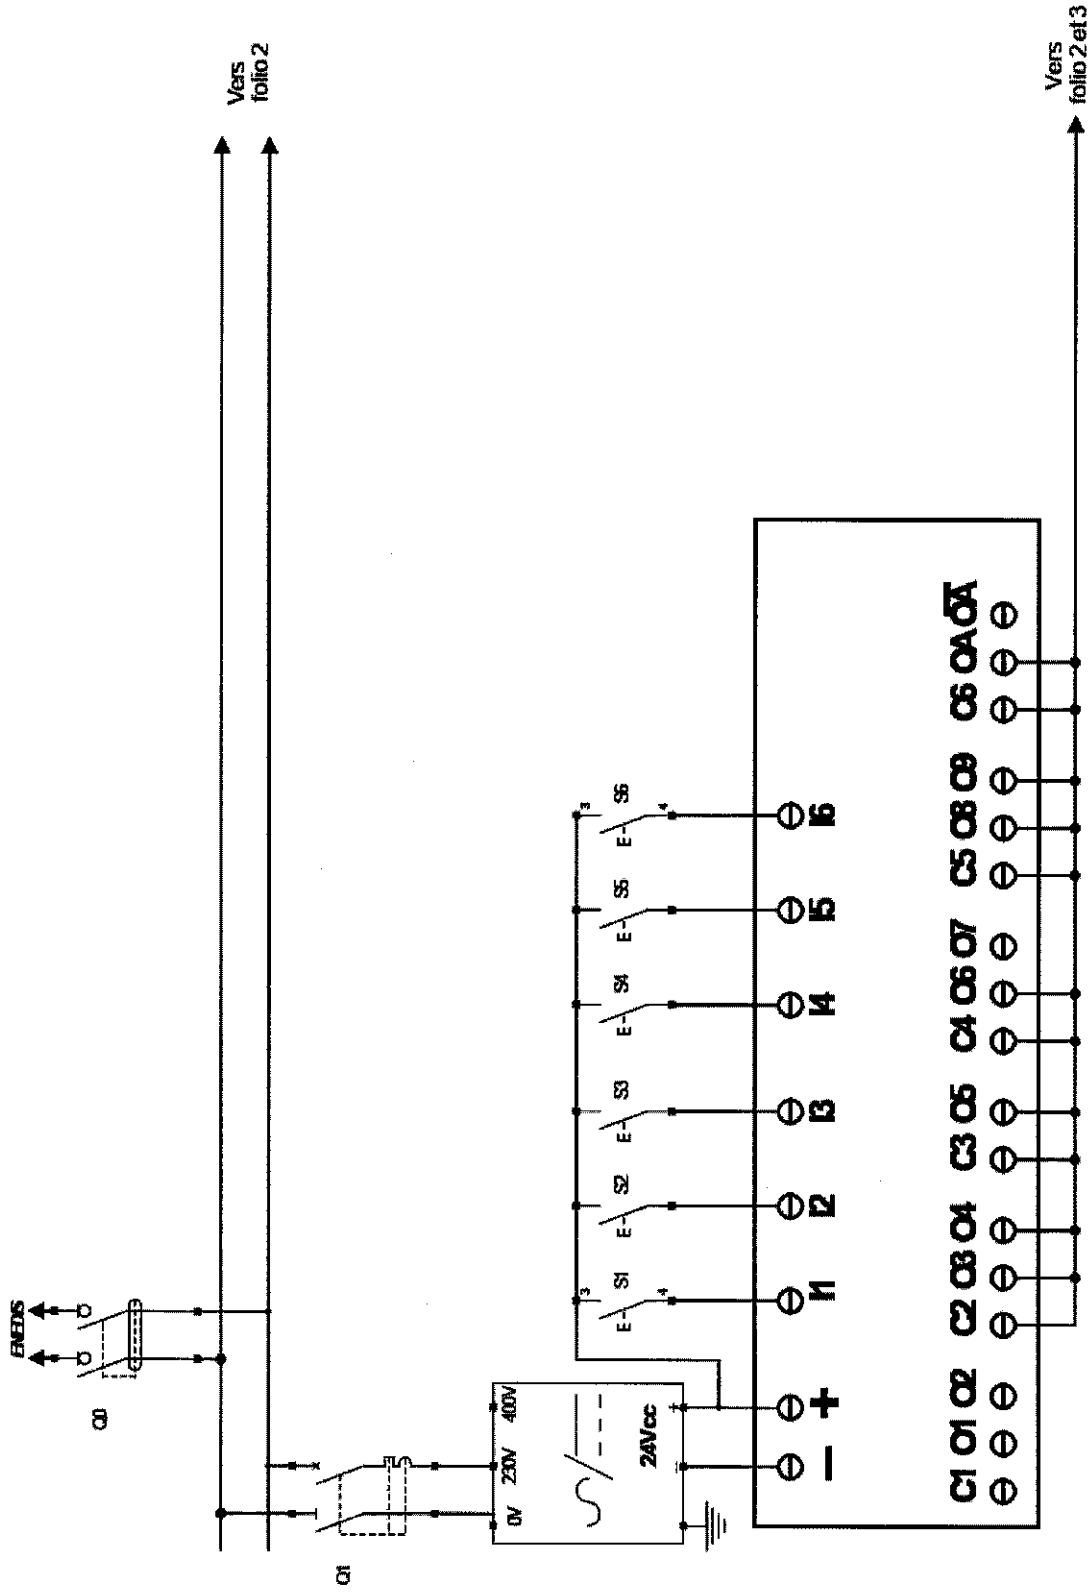 ENEDIS
Q0
Vers
folio 2
Q1
0V
230V
400V
24Vcc
+
-
3
S1
4
E
S2
E
S3
E
S4
E
S5
E
3
S6
4
E
−
+
I1
I2
I3
I4
I5
I6
C1 O1 O2
C2 O3 O4
C3 O5
C4 O6 O7
C5 O8 O9
C6 OA O̅A̅
Vers
folio 2 et 3